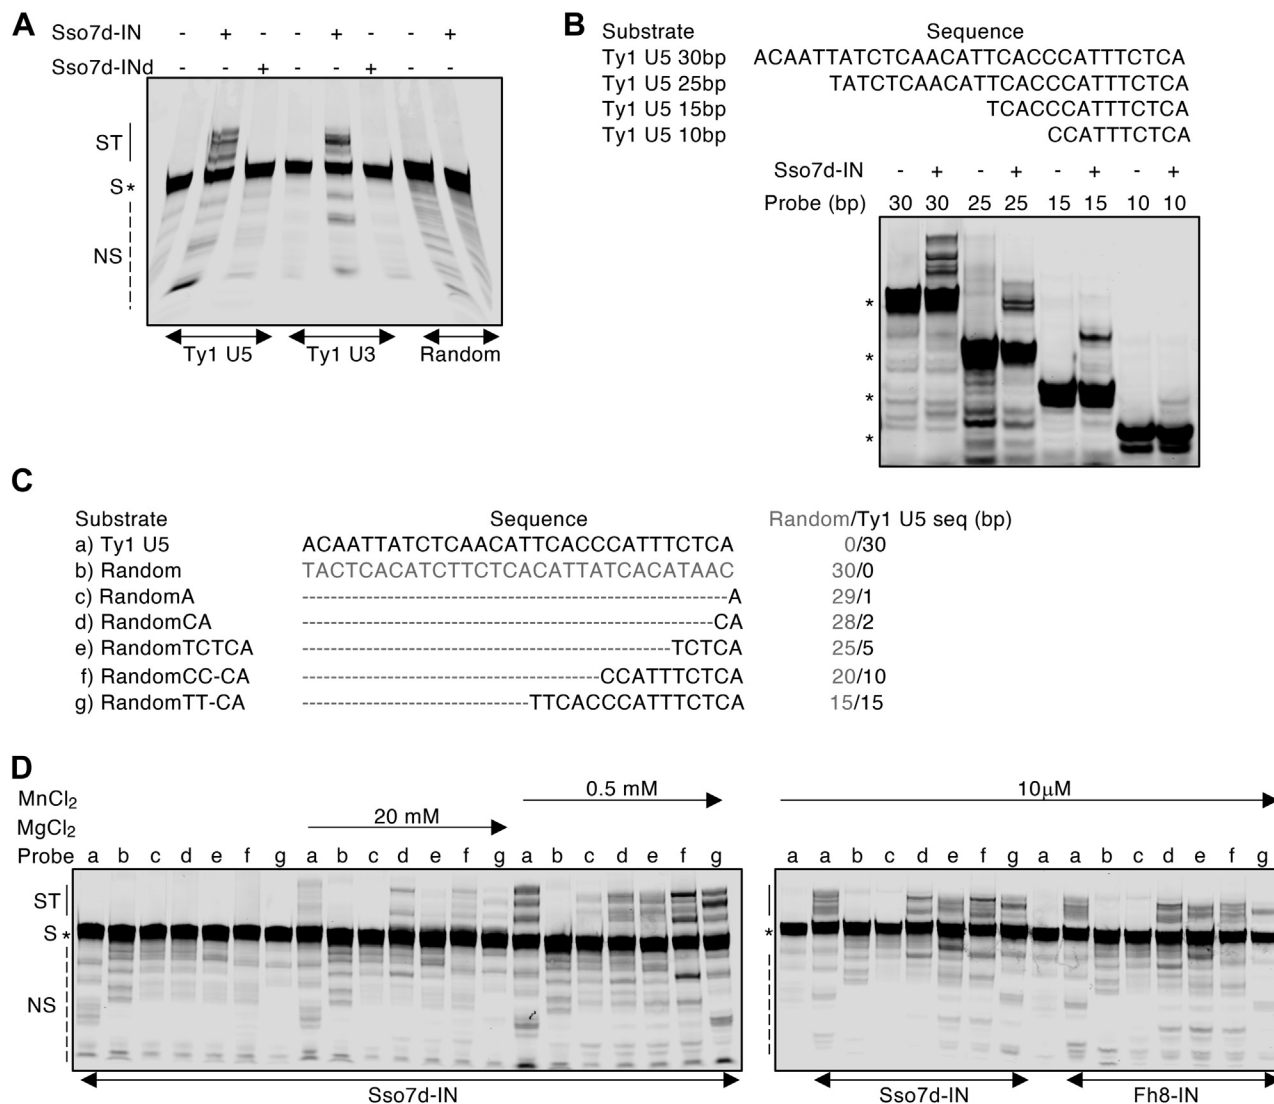 A
Sso7d-IN - + - - + - - +
Sso7d-INd - - + - - + - -
ST
S*
NS
Ty1 U5 Ty1 U3 Random
B
Substrate Sequence
Ty1 U5 30bp ACAATTATCTCAACATTCACCCATTTCTCA
Ty1 U5 25bp TATCTCAACATTCACCCATTTCTCA
Ty1 U5 15bp TCACCCATTTCTCA
Ty1 U5 10bp CCATTTCTCA
Sso7d-IN - + - + - + - +
Probe (bp) 30 30 25 25 15 15 10 10
*
*
*
*
C
Substrate Sequence Random/Ty1 U5 seq (bp)
a) Ty1 U5 ACAATTATCTCAACATTCACCCATTTCTCA 0/30
b) Random TACTCACATCTTCTCACATTATCACATAAC 30/0
c) RandomA A 29/1
d) RandomCA CA 28/2
e) RandomTCTCA TCTCA 25/5
f) RandomCC-CA CCATTTCTCA 20/10
g) RandomTT-CA TTCACCCATTTCTCA 15/15
D
MnCl2 0.5 mM 10μM
MgCl2 20 mM
Probe a b c d e f g a b c d e f g a b c d e f g a a b c d e f g a a b c d e f g
ST
S* *
NS
Sso7d-IN Sso7d-IN Fh8-IN